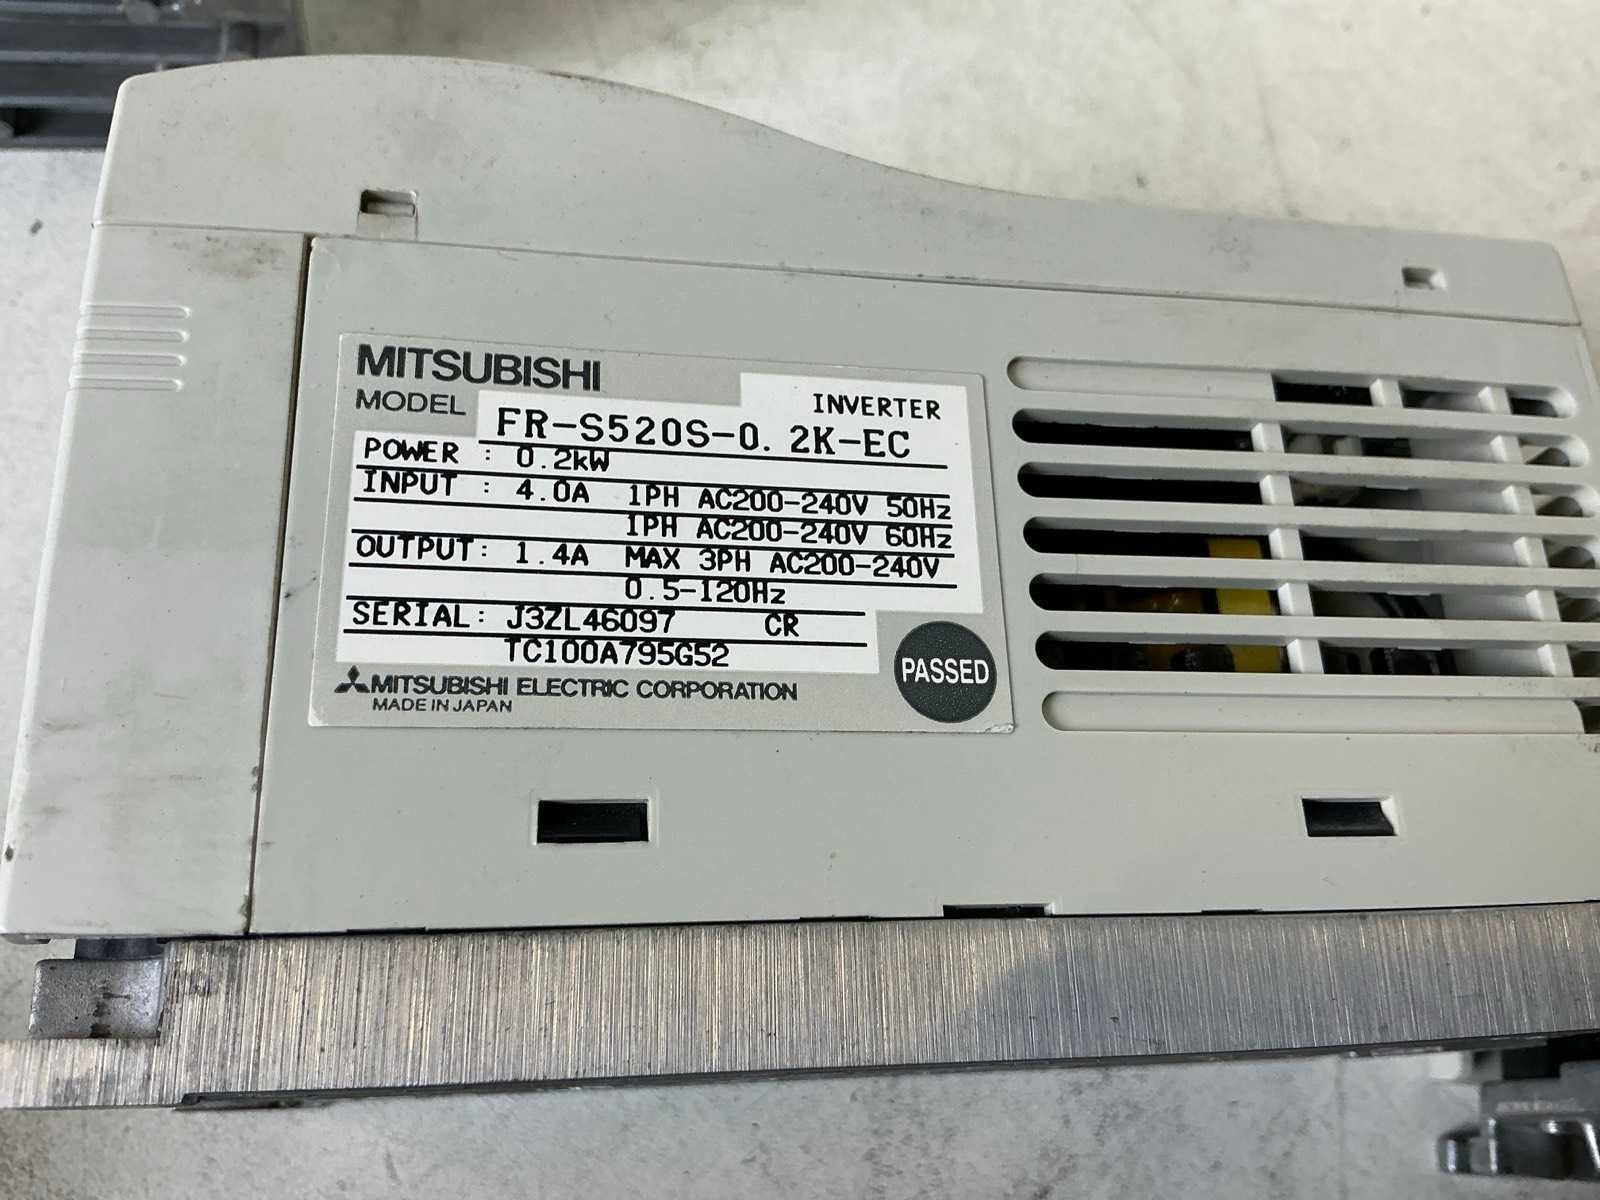 MITSUBISHI
INVERTER
MODEL FR-S520S-0.2K-EC
POWER : 0.2kW
INPUT : 4.0A 1PH AC200-240V 50Hz
1PH AC200-240V 60Hz
OUTPUT: 1.4A MAX 3PH AC200-240V
0.5-120Hz
SERIAL: J3ZL46097 CR
TC100A795G52
PASSED
MITSUBISHI ELECTRIC CORPORATION
MADE IN JAPAN